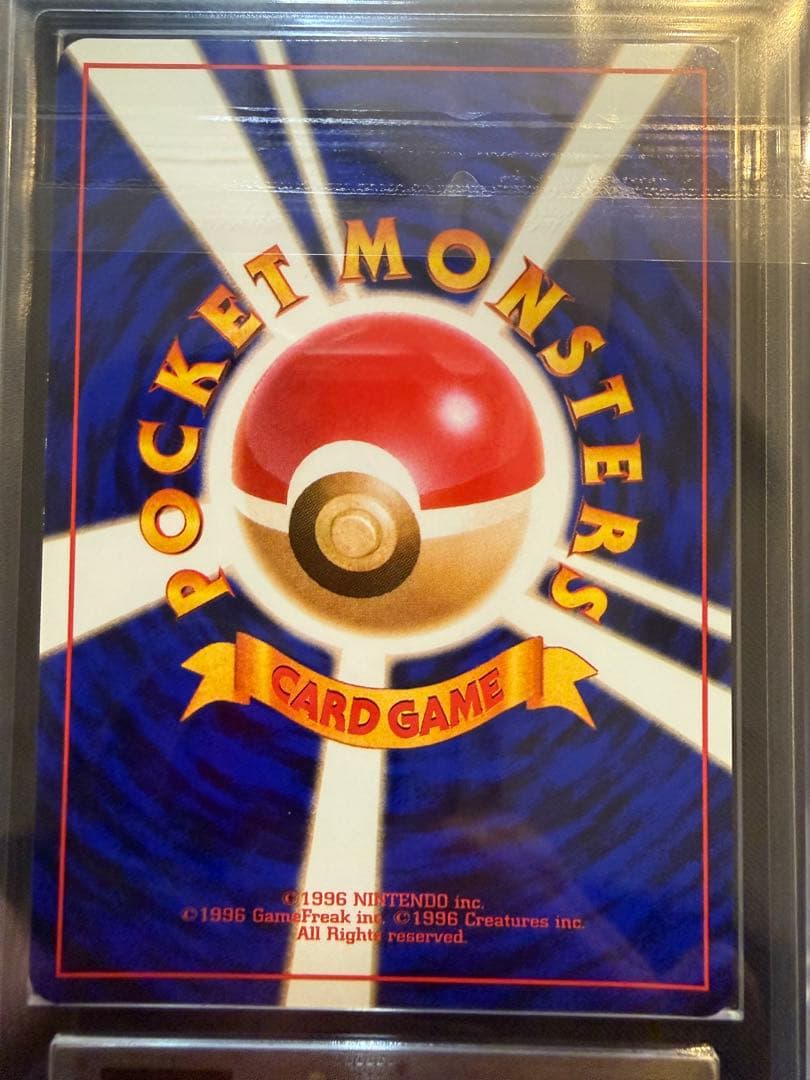 POCKET MONSTERS
CARD GAME
©1996 NINTENDO inc.
©1996 GameFreak inc. ©1996 Creatures inc.
All Rights reserved.